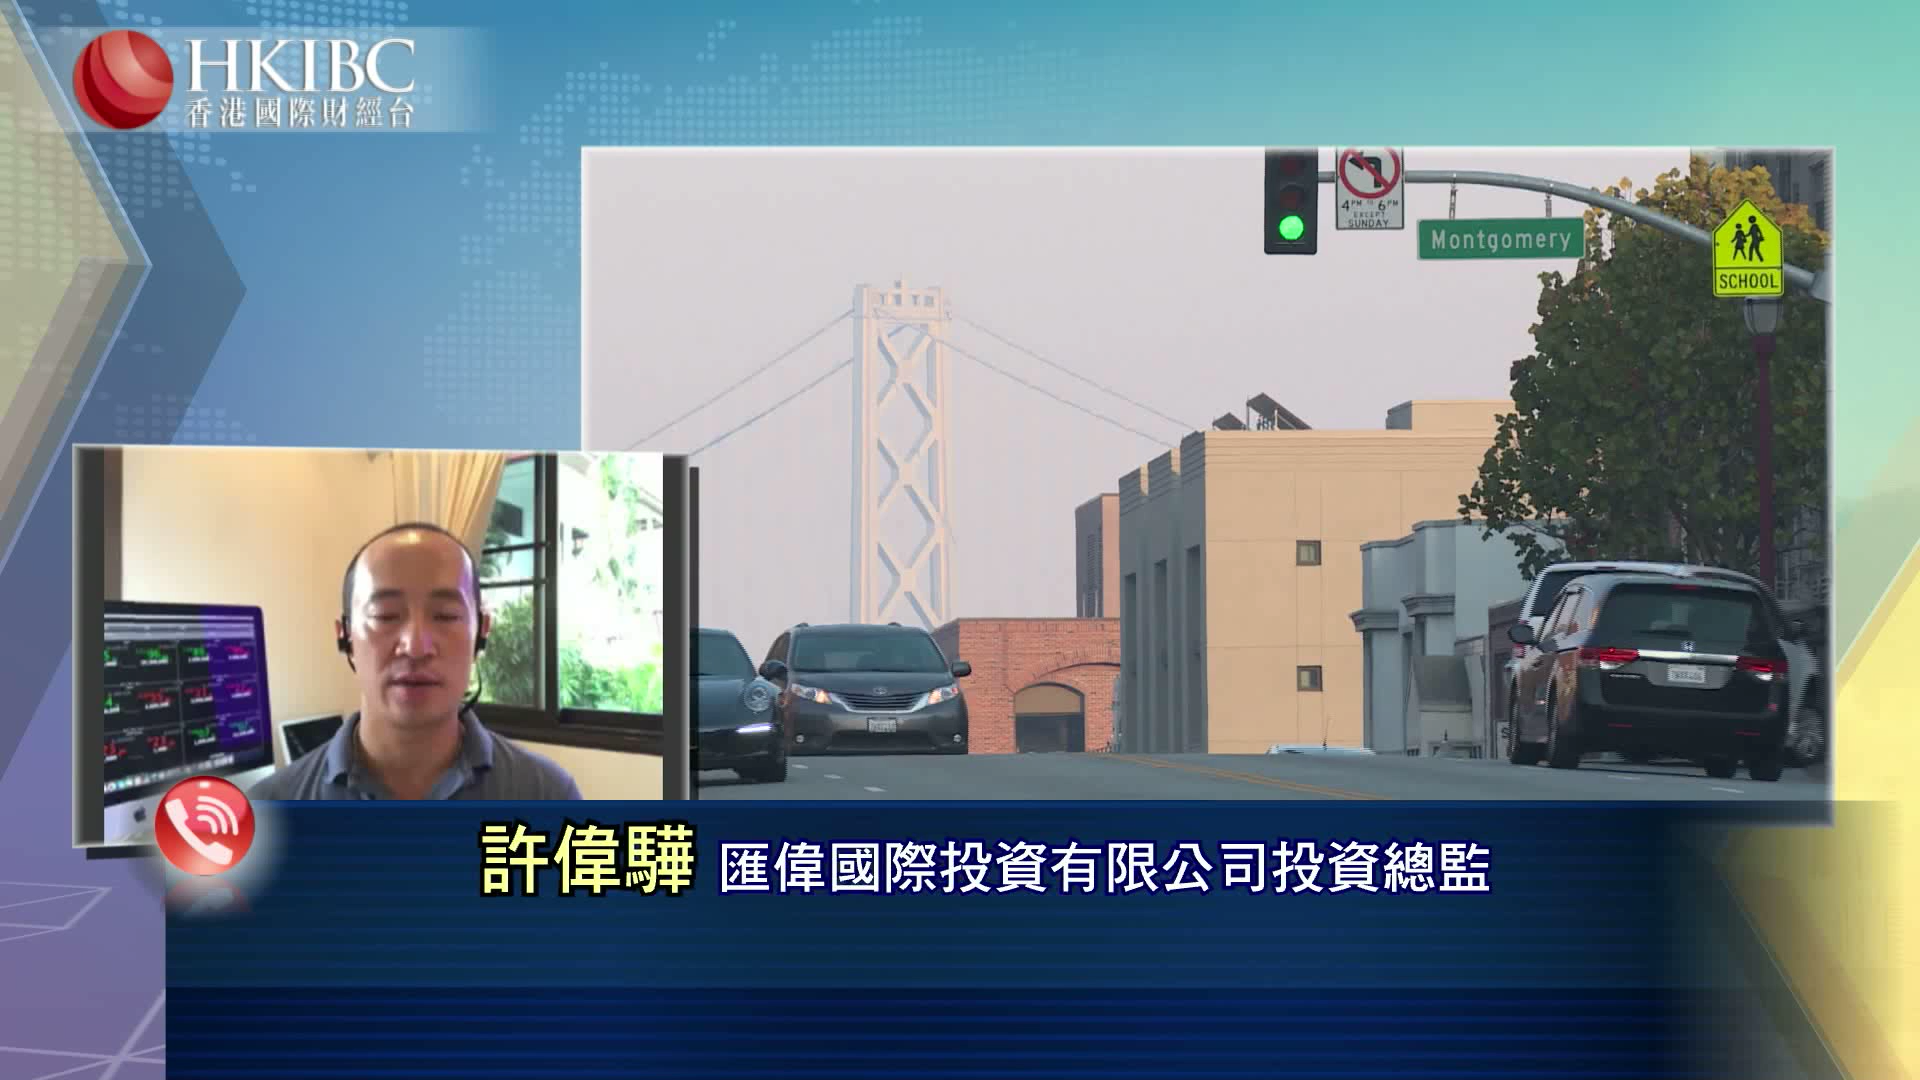 HKIBC
香港國際財經台
4PM TO 6PM
EXCEPT
SUNDAY
Montgomery
SCHOOL
許偉驊 匯偉國際投資有限公司投資總監